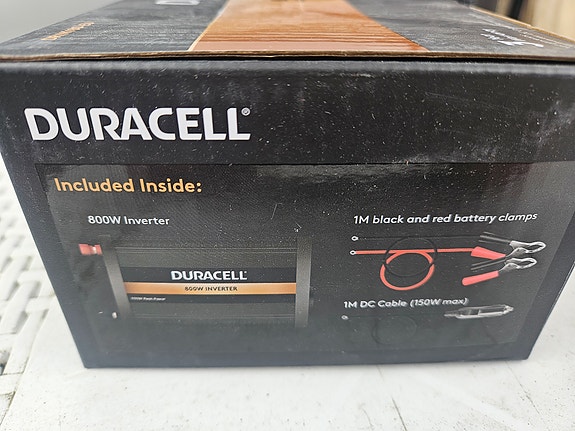 DURACELL®
Included Inside:
800W Inverter
1M black and red battery clamps
DURACELL
800W INVERTER
1M DC Cable (150W max)